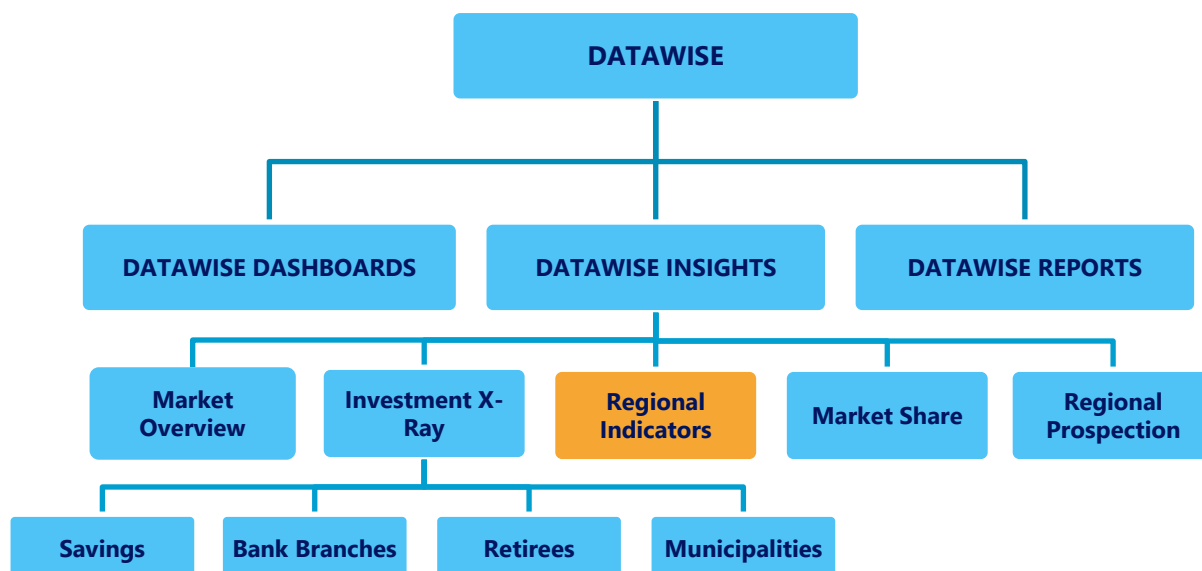 DATAWISE
DATAWISE DASHBOARDS
DATAWISE INSIGHTS
DATAWISE REPORTS
Market
Overview
Investment X-
Ray
Regional
Indicators
Market Share
Regional
Prospection
Savings
Bank Branches
Retirees
Municipalities